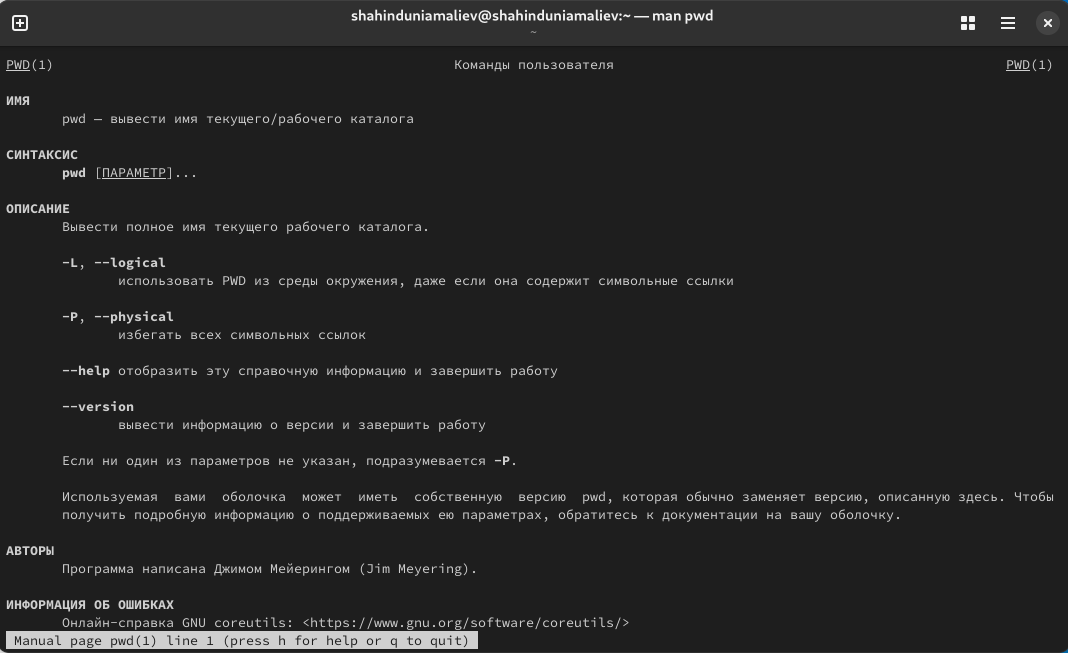 shahinduniamaliev@shahinduniamaliev:~ — man pwd
~
PWD(1) Команды пользователя PWD(1)
ИМЯ
pwd – вывести имя текущего/рабочего каталога
СИНТАКСИС
pwd [ПАРАМЕТР]...
ОПИСАНИЕ
Вывести полное имя текущего рабочего каталога.
-L, --logical
использовать PWD из среды окружения, даже если она содержит символьные ссылки
-P, --physical
избегать всех символьных ссылок
--help отобразить эту справочную информацию и завершить работу
--version
вывести информацию о версии и завершить работу
Если ни один из параметров не указан, подразумевается -P.
Используемая вами оболочка может иметь собственную версию pwd, которая обычно заменяет версию, описанную здесь. Чтобы
получить подробную информацию о поддерживаемых ею параметрах, обратитесь к документации на вашу оболочку.
АВТОРЫ
Программа написана Джимом Мейерингом (Jim Meyering).
ИНФОРМАЦИЯ ОБ ОШИБКАХ
Онлайн-справка GNU coreutils: <https://www.gnu.org/software/coreutils/>
Manual page pwd(1) line 1 (press h for help or q to quit)